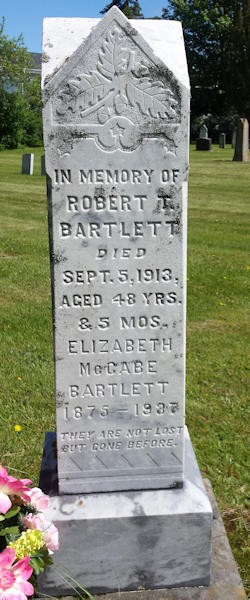 IN MEMORY OF
ROBERT T.
BARTLETT
DIED
SEPT. 5, 1913,
AGED 48 YRS.
& 5 MOS.
ELIZABETH
McCABE
BARTLETT
1875 – 1937
THEY ARE NOT LOST
BUT GONE BEFORE.